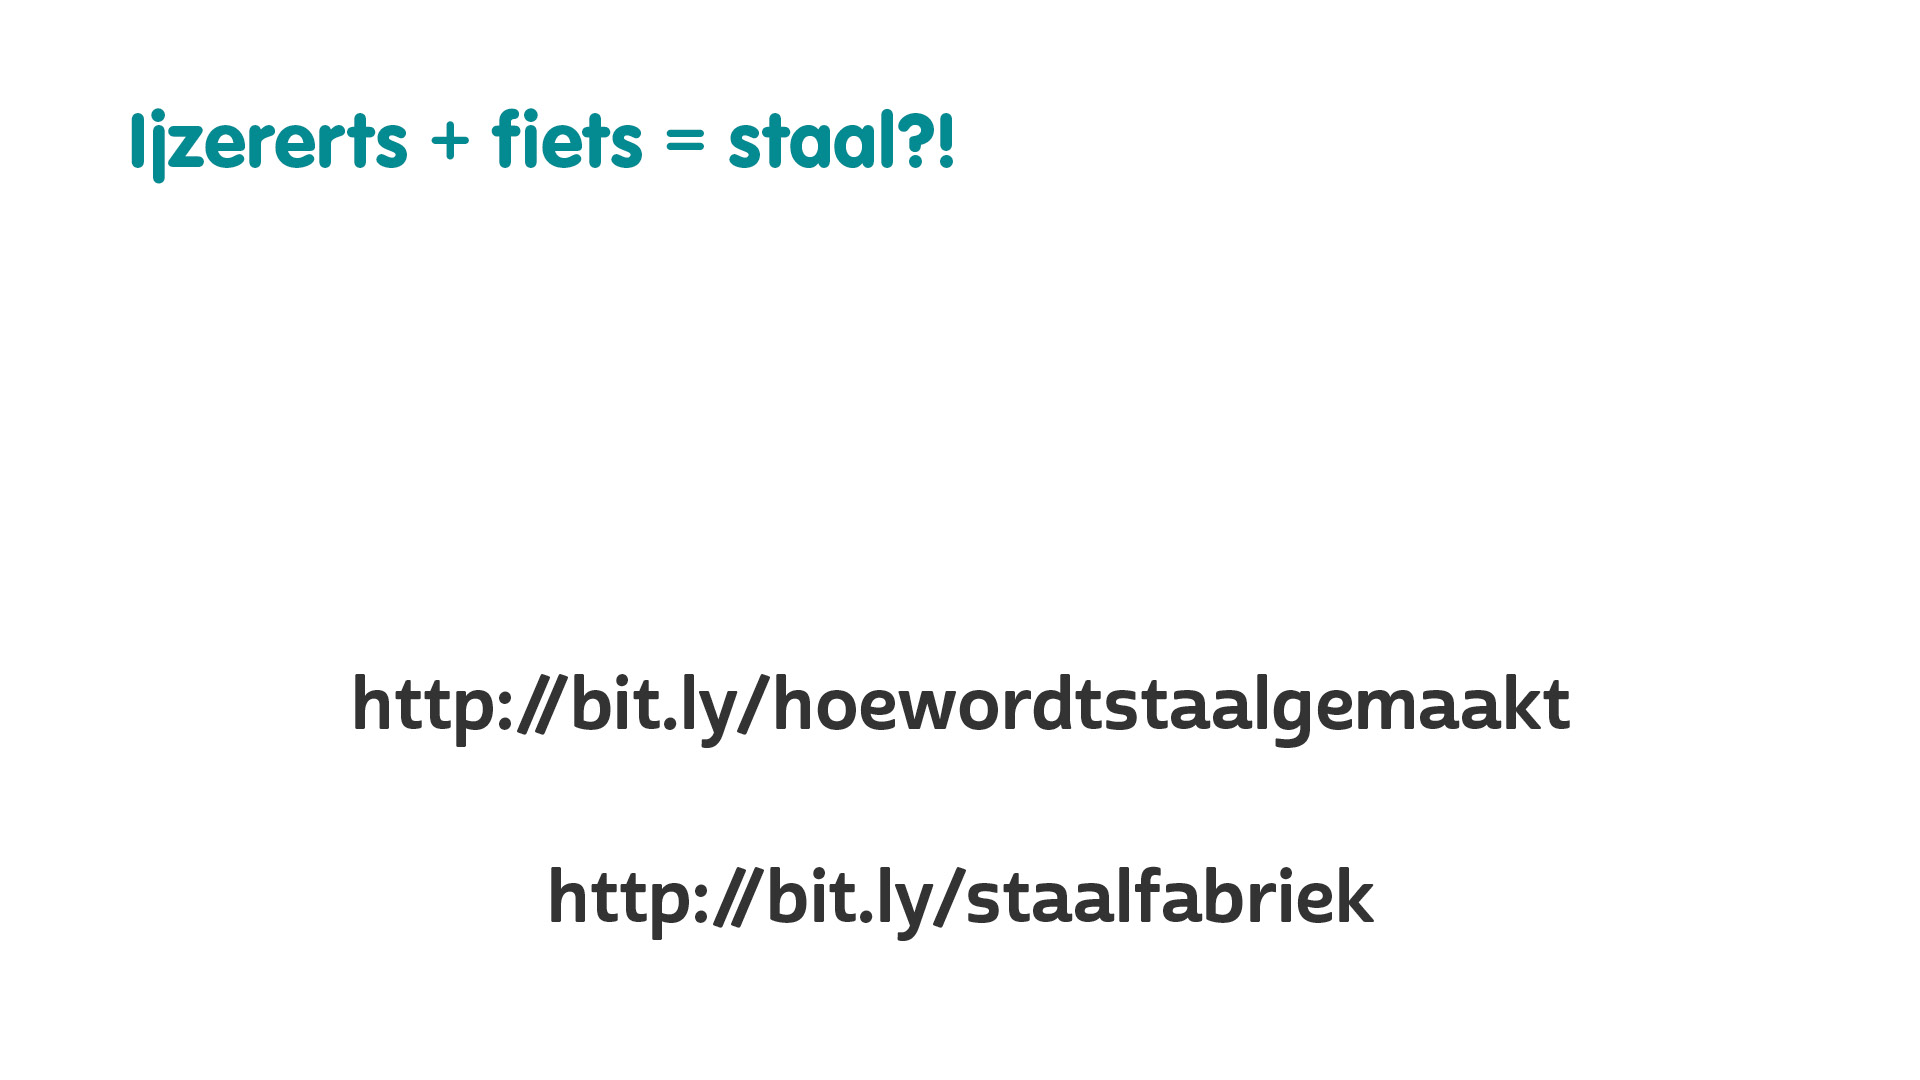 Ijzererts + fiets = staal?!
http://bit.ly/hoewordtstaalgemaakt
http://bit.ly/staalfabriek